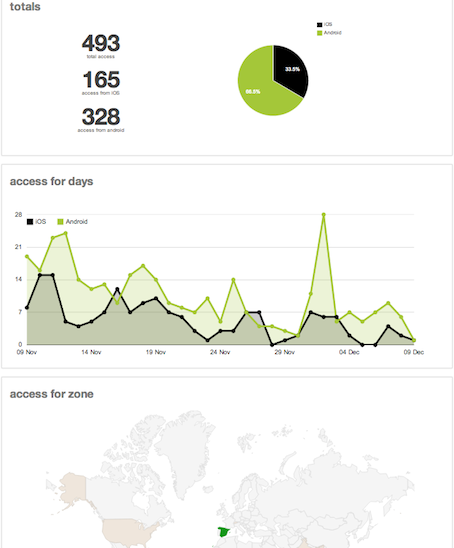 totals
493
total access
165
access from iOS
328
access from android
iOS
Android
33.5%
66.5%
access for days
28
21
14
7
0
iOS
Android
09 Nov
14 Nov
19 Nov
24 Nov
29 Nov
04 Dec
09 Dec
access for zone